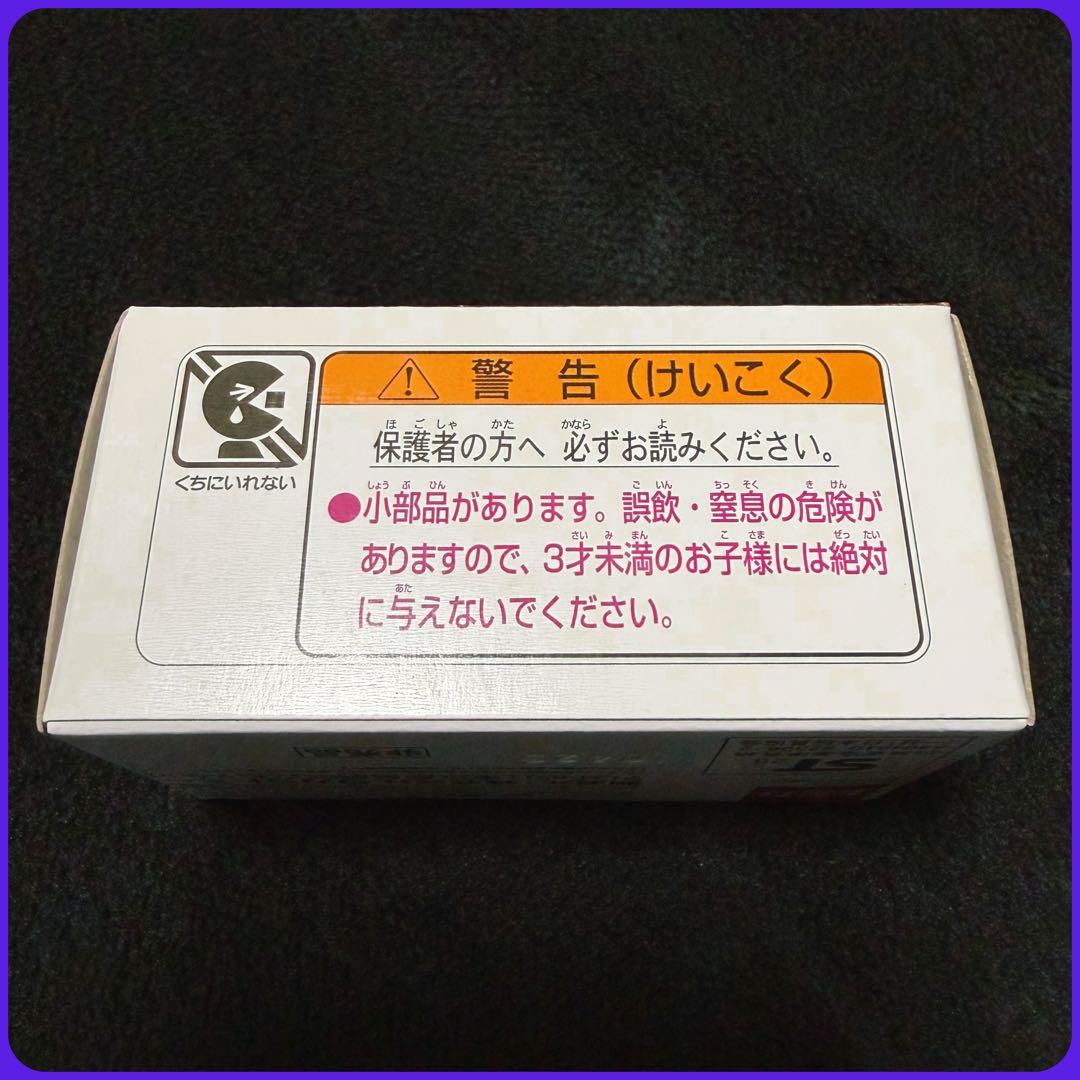 警 告 (けいこく)
保護者の方へ 必ずお読みください。
ほごしゃ かた かなら よ
●小部品があります。誤飲・窒息の危険が
しょうぶひん ごいん ちっそく きけん
ありますので、3才未満のお子様には絶対
さいみまん こさま ぜったい
に与えないでください。
あた
くちにいれない
非売品
ST